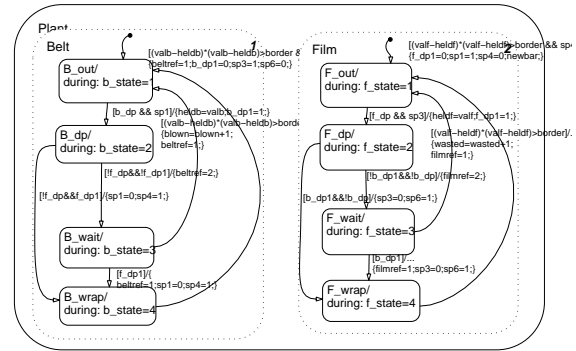 Plant
Belt
1
[(valb−heldb)*(valb−heldb)>border &
{beltref=1;b_dp1=0;sp3=1;sp6=0;}
B_out/
during: b_state=1
[b_dp && sp1]/{heldb=valb;b_dp1=1;}
[(valb−heldb)*(valb−heldb)>bord
{blown=blown+1;
beltref=1;}
B_dp/
during: b_state=2
[!f_dp&&f_dp1]/{beltref=2;}
[!f_dp&&f_dp1]/{sp1=0;sp4=1;}
B_wait/
during: b_state=3
[f_dp1]/{
beltref=1;sp1=0;sp4=1;}
B_wrap/
during: b_state=4
Film
2
[(valf−heldf)*(valf−heldf)>border && sp4
{f_dp1=0;sp1=1;sp4=0;newbar;}
F_out/
during: f_state=1
[f_dp && sp3]/{heldf=valf;f_dp1=1;}
[(valf−heldf)*(valf−heldf)>border]/...
{wasted=wasted+1;
filmref=1;}
F_dp/
during: f_state=2
[!b_dp1&&!b_dp]/{filmref=2;}
[b_dp1&&!b_dp]/{sp3=0;sp6=1;}
F_wait/
during: f_state=3
[b_dp1]/...
{filmref=1;sp3=0;sp6=1;}
F_wrap/
during: f_state=4